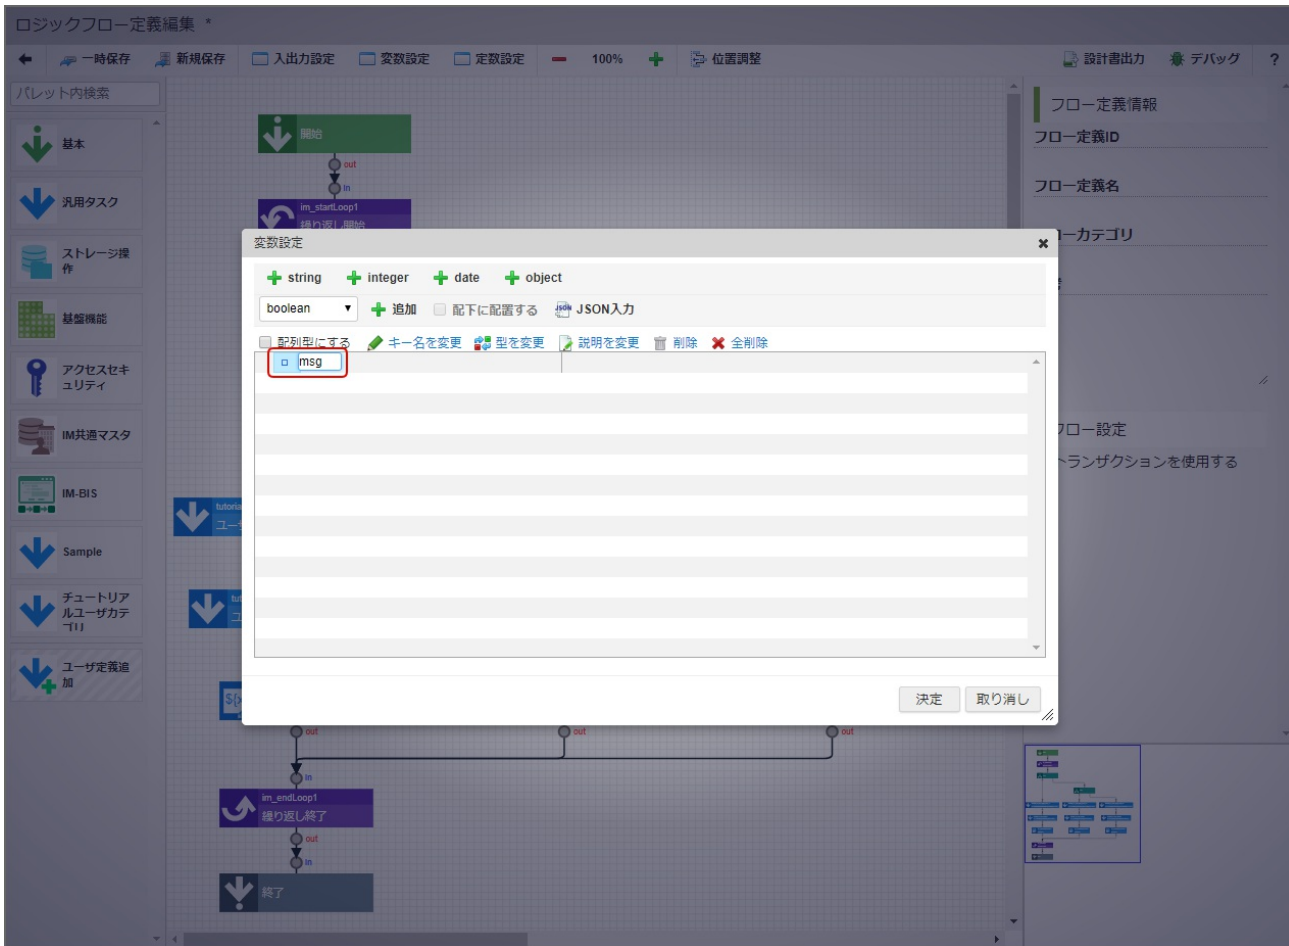 ロジックフロー定義編集 *
一時保存 新規保存 入出力設定 変数設定 定数設定 100% 位置調整 設計書出力 デバッグ ?
パレット内検索
基本
汎用タスク
ストレージ操
作
基盤機能
アクセスセキ
ュリティ
IM共通マスタ
IM-BIS
Sample
チュートリア
ルユーザカテ
ゴリ
ユーザ定義追
加
開始
out
in
im_startLoop1
繰り返し開始
変数設定
string integer date object
boolean 追加 配下に配置する JSON入力
配列型にする キー名を変更 型を変更 説明を変更 削除 全削除
msg
決定 取り消し
tutoria
ユーザ
tut
ユ
${
out out out
in
im_endLoop1
繰り返し終了
out
in
終了
フロー定義情報
フロー定義ID
フロー定義名
ーカテゴリ
フロー設定
トランザクションを使用する